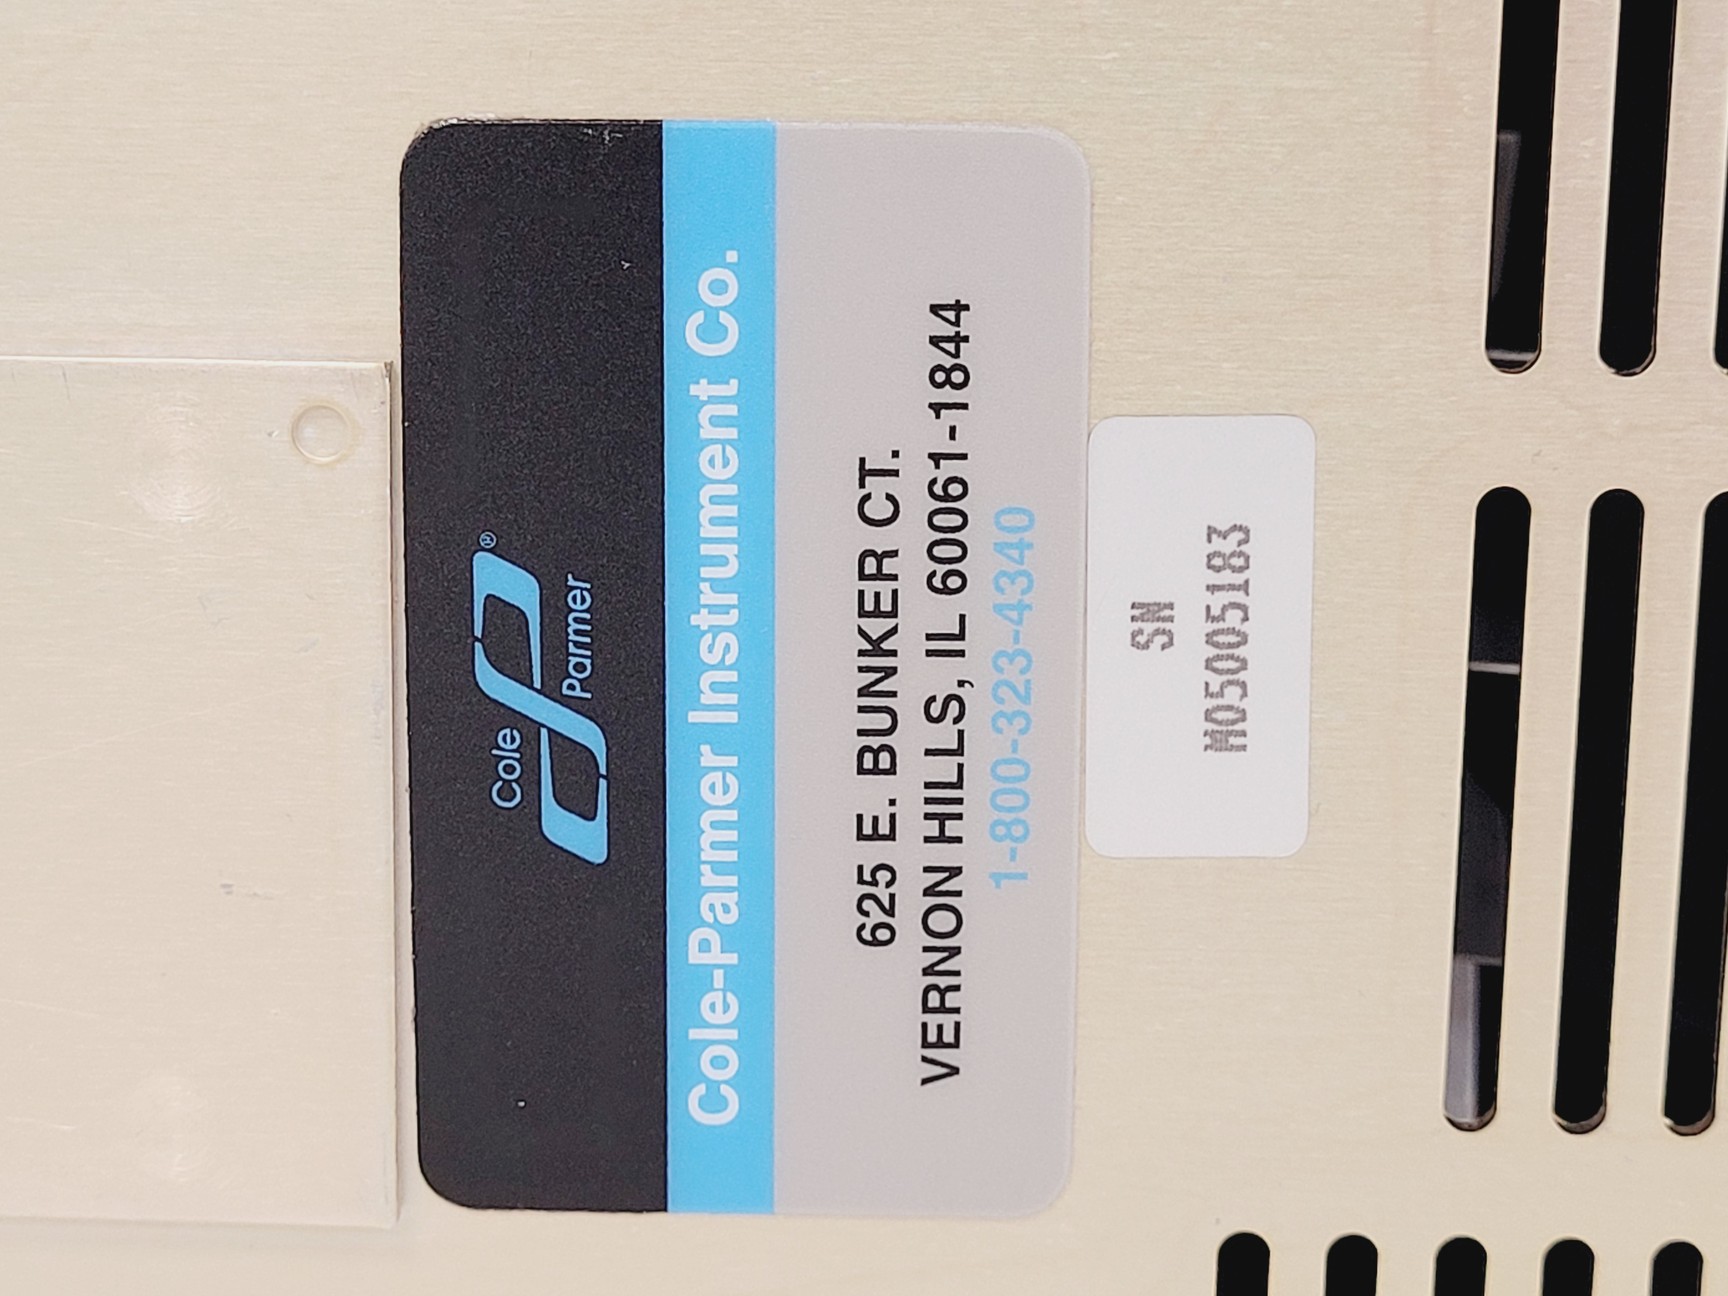 Cole
Parmer®
Cole-Parmer Instrument Co.
625 E. BUNKER CT.
VERNON HILLS, IL 60061-1844
1-800-323-4340
SN
M05005183